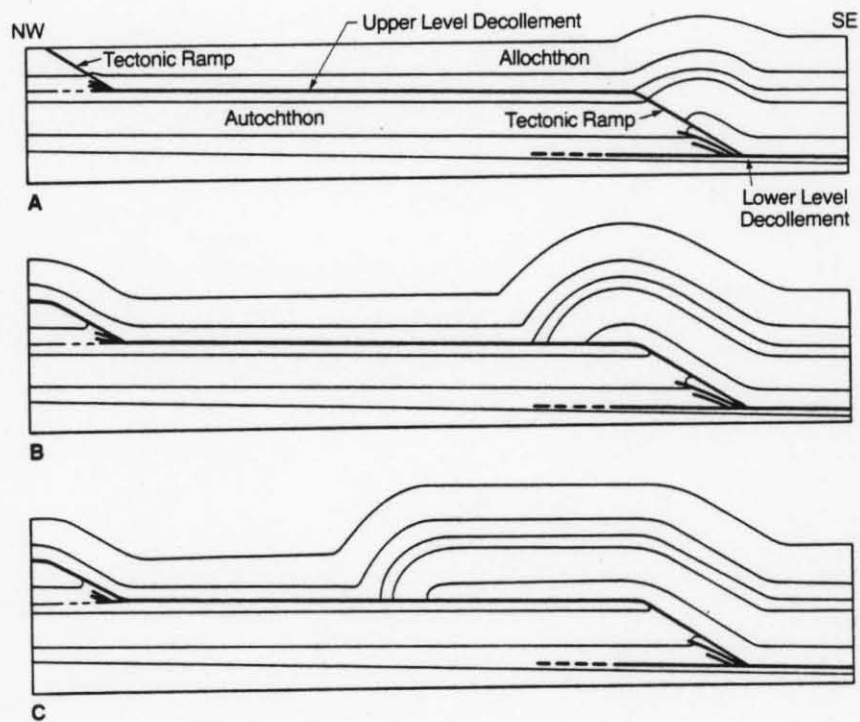 NW
Upper Level Decollement
SE
Tectonic Ramp
Allochthon
Autochthon
Tectonic Ramp
A
Lower Level
Decollement
B
C